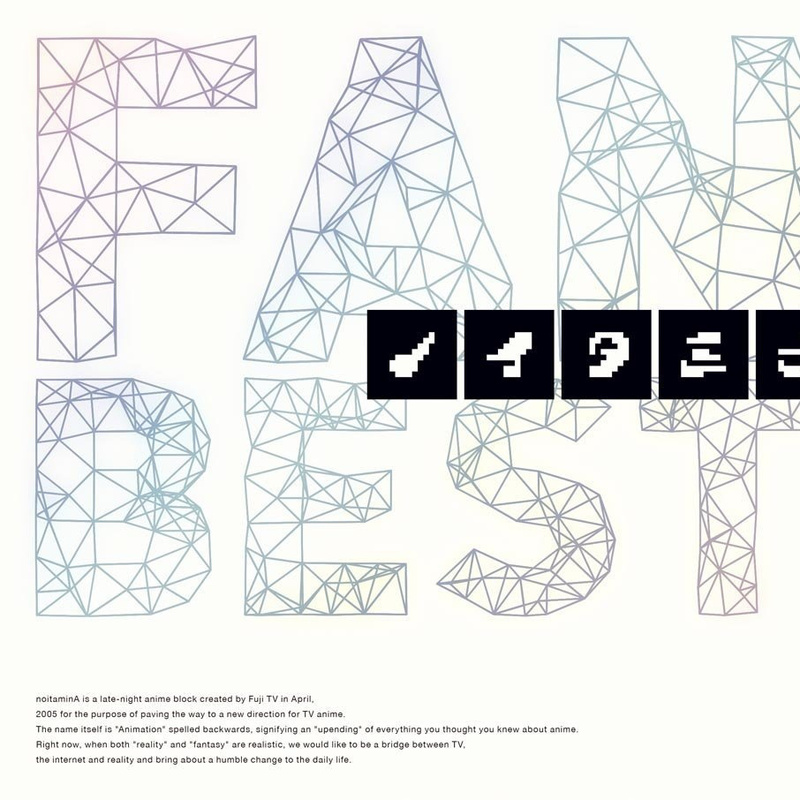 FAN
BEST
noitaminA is a late-night anime block created by Fuji TV in April,
2005 for the purpose of paving the way to a new direction for TV anime.
The name itself is "Animation" spelled backwards, signifying an "upending" of everything you thought you knew about anime.
Right now, when both "reality" and "fantasy" are realistic, we would like to be a bridge between TV,
the internet and reality and bring about a humble change to the daily life.